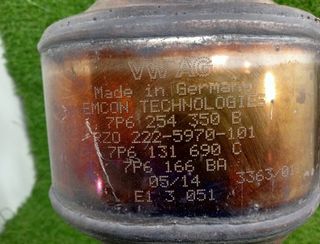 VW AG
Made in Germany
EMCON TECHNOLOGIES
7P6 254 350 B
RZ0 222-5970-101
7P6 131 690 C
7P6 166 BA
05/14
3363/01
E1 3 051